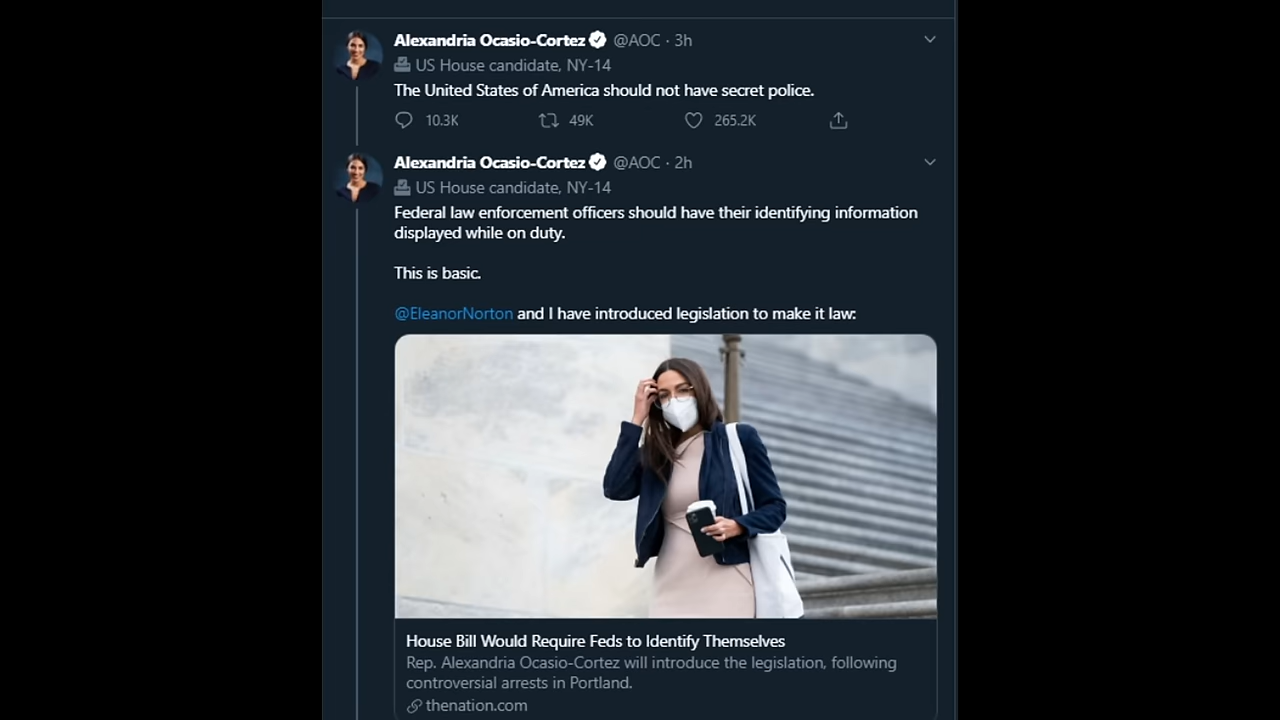 Alexandria Ocasio-Cortez @AOC · 3h
US House candidate, NY-14
The United States of America should not have secret police.
10.3K 49K 265.2K
Alexandria Ocasio-Cortez @AOC · 2h
US House candidate, NY-14
Federal law enforcement officers should have their identifying information
displayed while on duty.
This is basic.
@EleanorNorton and I have introduced legislation to make it law:
House Bill Would Require Feds to Identify Themselves
Rep. Alexandria Ocasio-Cortez will introduce the legislation, following
controversial arrests in Portland.
thenation.com